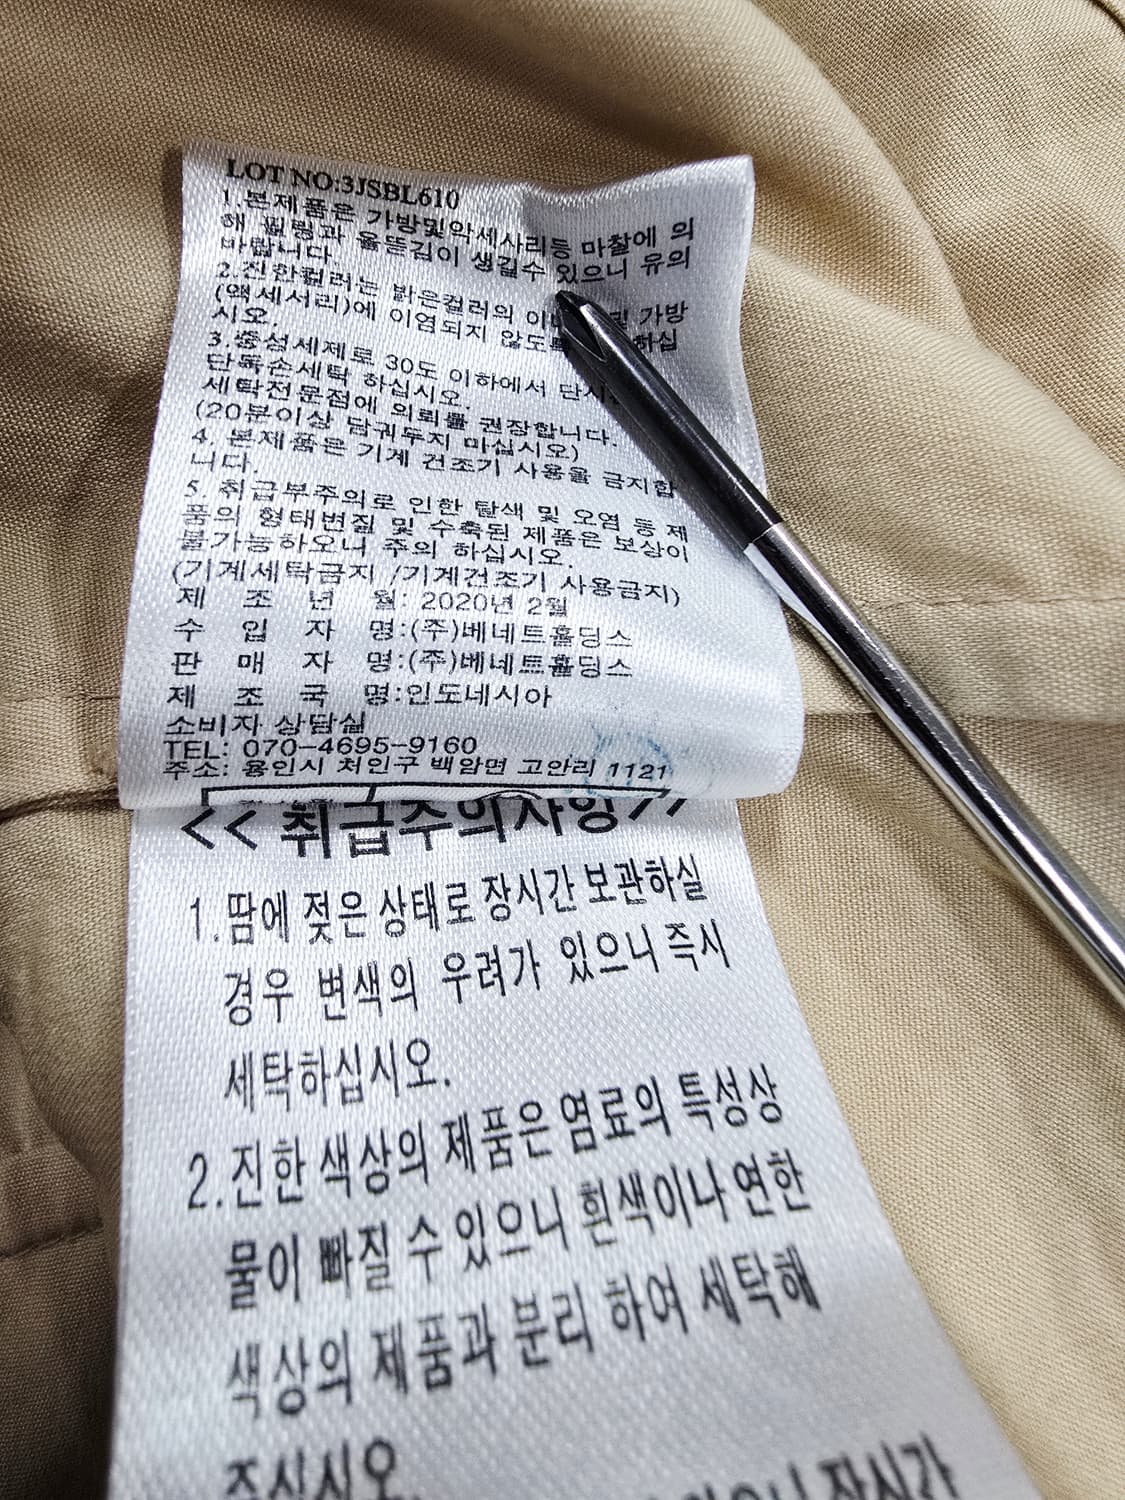 LOT NO:3JSBL610
1.본제품은 가방및악세사리등 마찰에 의
해 필링과 올뜯김이 생길수 있으니 유의
바랍니다.
2.진한컬러는 밝은컬러의 및 가방
(액세서리)에 이염되지 않도록 하십
시오.
3.중성세제로 30도 이하에서 단시
단독손세탁 하십시오.
세탁전문점에 의뢰를 권장합니다.
(20분이상 담궈두지 마십시오)
4. 본제품은 기계 건조기 사용을 금지합
니다.
5. 취급부주의로 인한 탈색 및 오염 등 제
품의 형태변질 및 수축된 제품은 보상이
불가능하오니 주의 하십시오.
(기계세탁금지 /기계건조기 사용금지)
제 조 년 월: 2020년 2월
수 입 자 명:(주)베네트홀딩스
판 매 자 명:(주)베네트홀딩스
제 조 국 명:인도네시아
소비자 상담실
TEL: 070-4695-9160
주소: 용인시 처인구 백암면 고안리 1121
<< 취급주의사항>>
1.땀에 젖은 상태로 장시간 보관하실
경우 변색의 우려가 있으니 즉시
세탁하십시오.
2.진한 색상의 제품은 염료의 특성상
물이 빠질 수 있으니 흰색이나 연한
색상의 제품과 분리 하여 세탁해
주십시오.
장시간